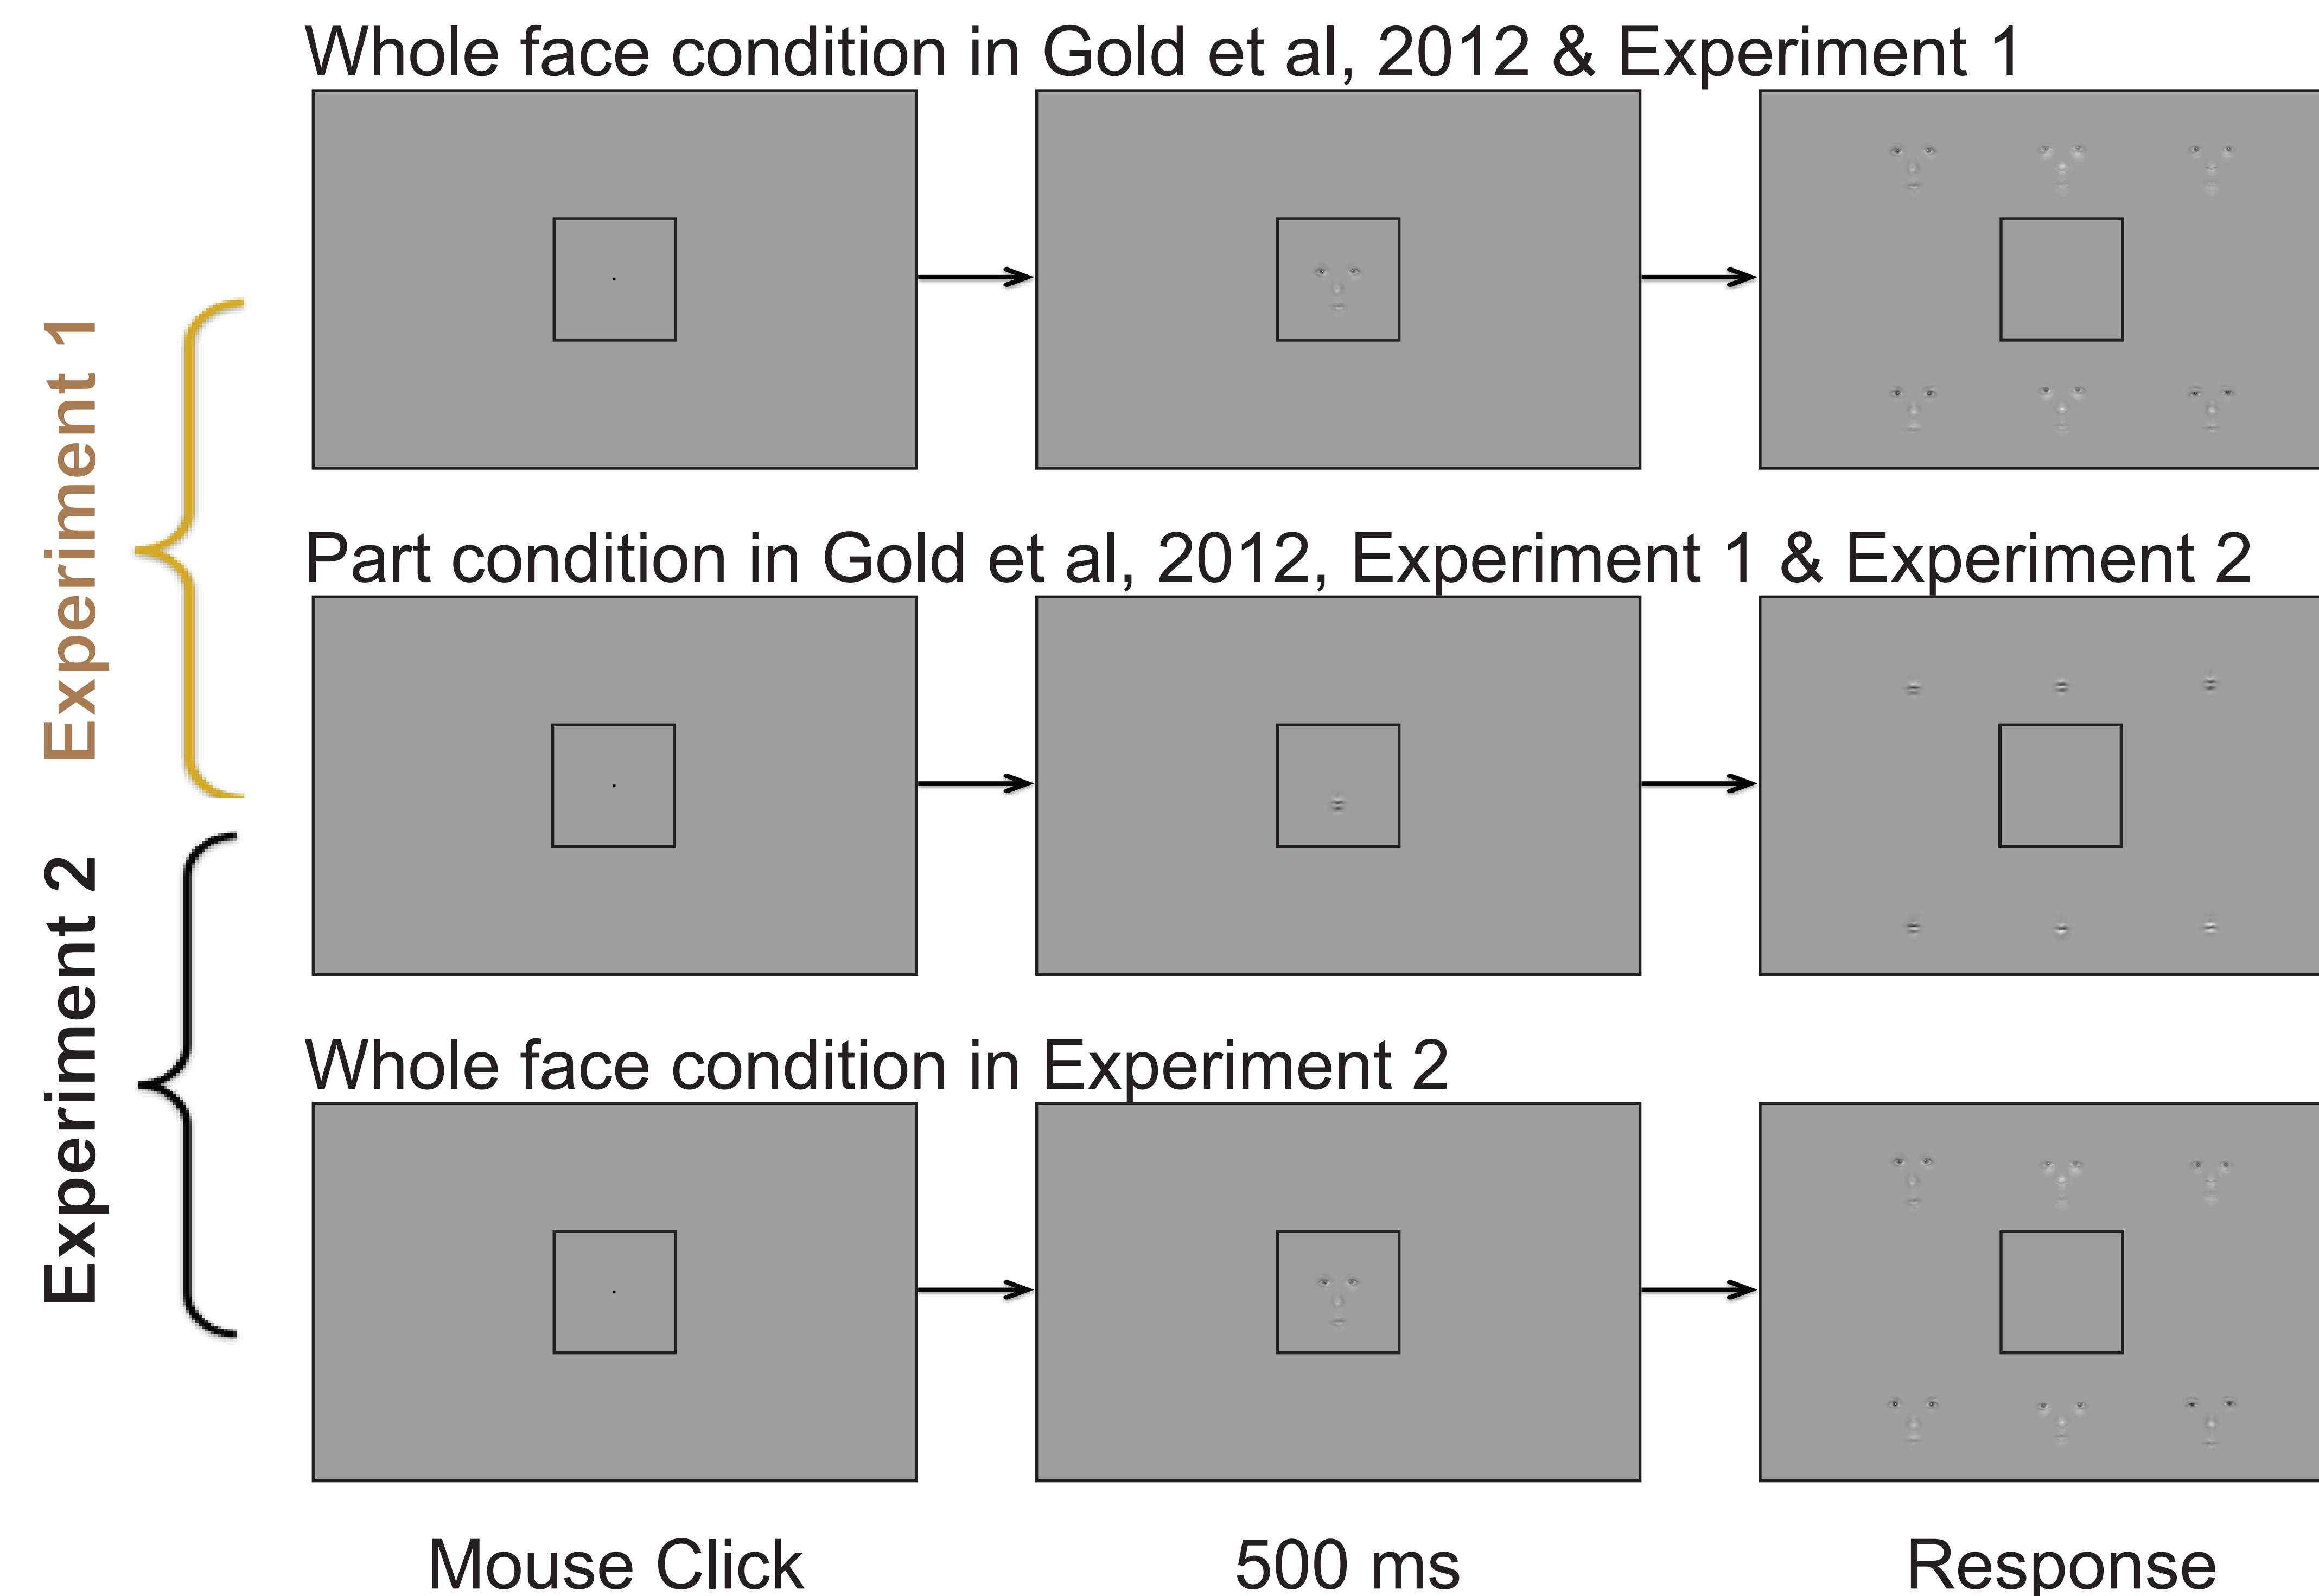 Whole face condition in Gold et al, 2012 & Experiment 1
Experiment 1
Part condition in Gold et al, 2012, Experiment 1 & Experiment 2
Experiment 2
Whole face condition in Experiment 2
Mouse Click
500 ms
Response